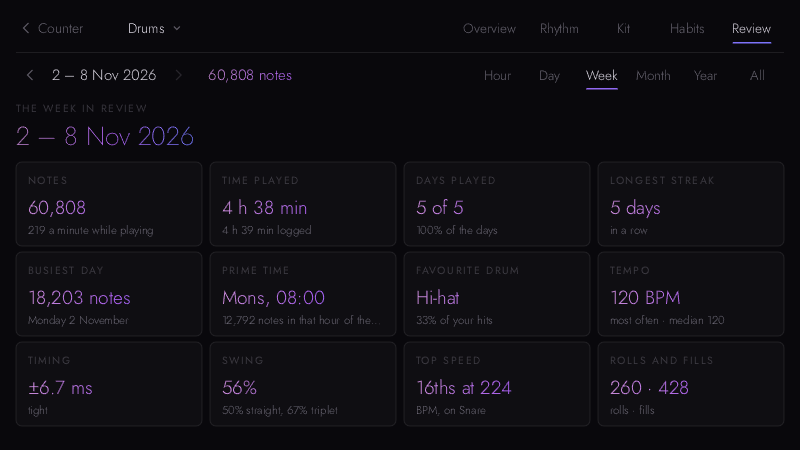 Counter
Drums
Overview Rhythm Kit Habits Review
2 – 8 Nov 2026
60,808 notes
Hour Day Week Month Year All
THE WEEK IN REVIEW
2 – 8 Nov 2026
NOTES
60,808
219 a minute while playing
TIME PLAYED
4 h 38 min
4 h 39 min logged
DAYS PLAYED
5 of 5
100% of the days
LONGEST STREAK
5 days
in a row
BUSIEST DAY
18,203 notes
Monday 2 November
PRIME TIME
Mons, 08:00
12,792 notes in that hour of the...
FAVOURITE DRUM
Hi-hat
33% of your hits
TEMPO
120 BPM
most often · median 120
TIMING
±6.7 ms
tight
SWING
56%
50% straight, 67% triplet
TOP SPEED
16ths at 224
BPM, on Snare
ROLLS AND FILLS
260 · 428
rolls · fills